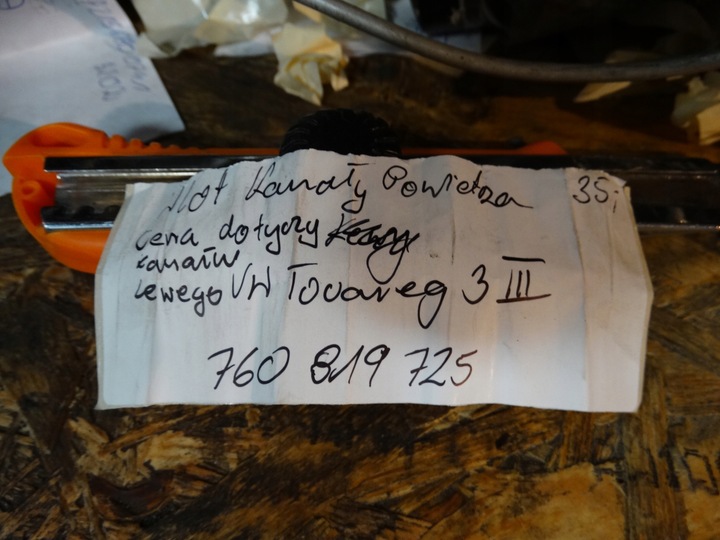 Wlot Kanały Powietrza 35,
cena dotyczy
kanału
Lewego VW Touareg 3 III
760 819 725